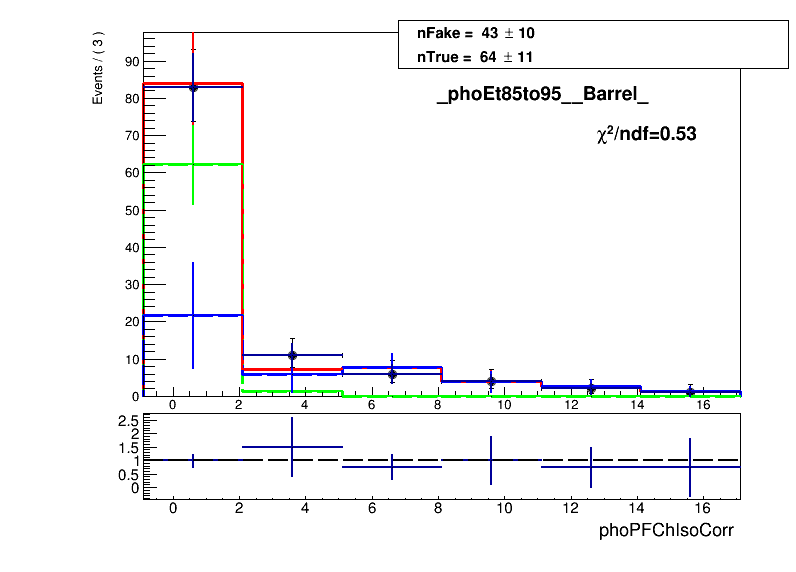 nFake = 43 ± 10
nTrue = 64 ± 11
Events / ( 3 )
_phoEt85to95__Barrel_
χ²/ndf=0.53
90
80
70
60
50
40
30
20
10
0
0 2 4 6 8 10 12 14 16
2.5
2
1.5
1
0.5
0
0 2 4 6 8 10 12 14 16
phoPFChIsoCorr